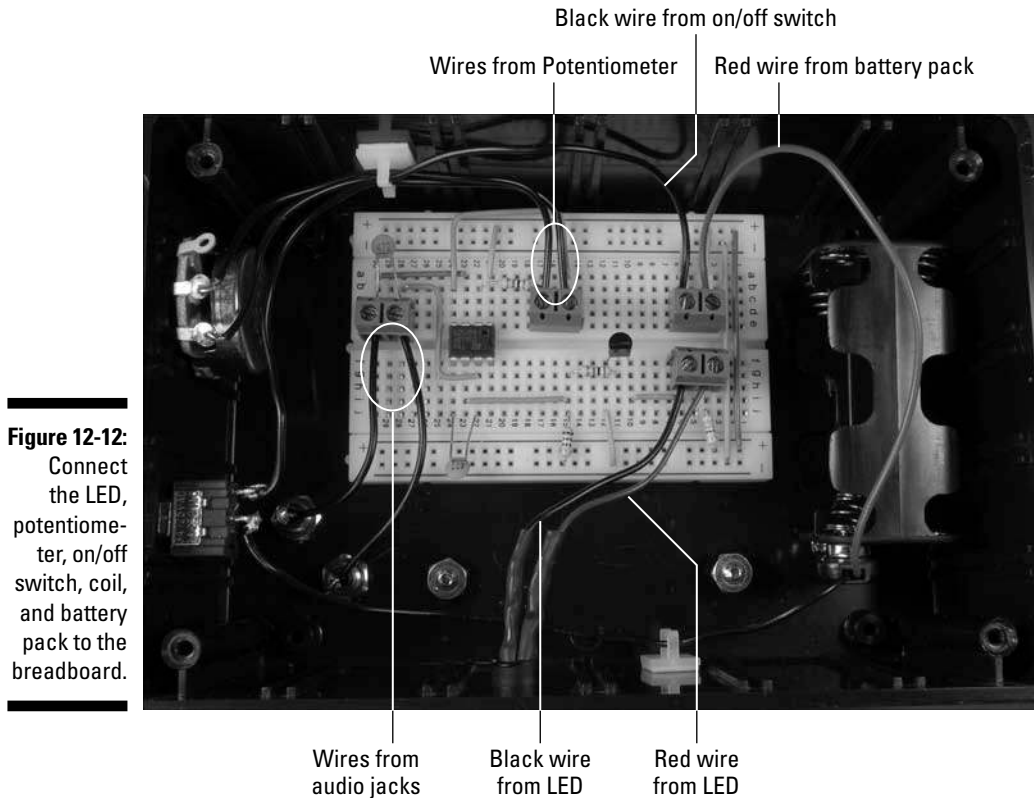 Black wire from on/off switch
Wires from Potentiometer
Red wire from battery pack
Figure 12-12:
Connect
the LED,
potentiome-
ter, on/off
switch, coil,
and battery
pack to the
breadboard.
Wires from
audio jacks
Black wire
from LED
Red wire
from LED